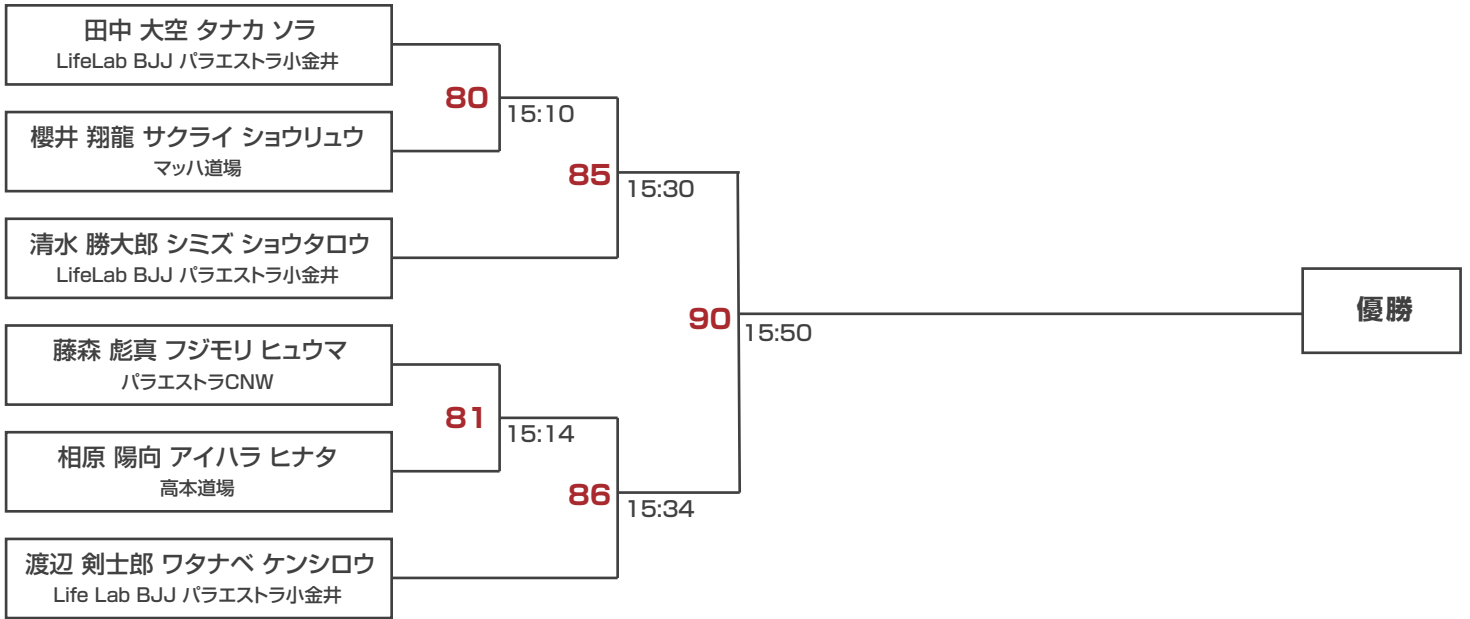 田中 大空 タナカ ソラ
LifeLab BJJ パラエストラ小金井
80
15:10
櫻井 翔龍 サクライ ショウリュウ
マッハ道場
85
15:30
清水 勝大郎 シミズ ショウタロウ
LifeLab BJJ パラエストラ小金井
90
15:50
優勝
藤森 彪真 フジモリ ヒュウマ
パラエストラCNW
81
15:14
相原 陽向 アイハラ ヒナタ
高本道場
86
15:34
渡辺 剣士郎 ワタナベ ケンシロウ
Life Lab BJJ パラエストラ小金井